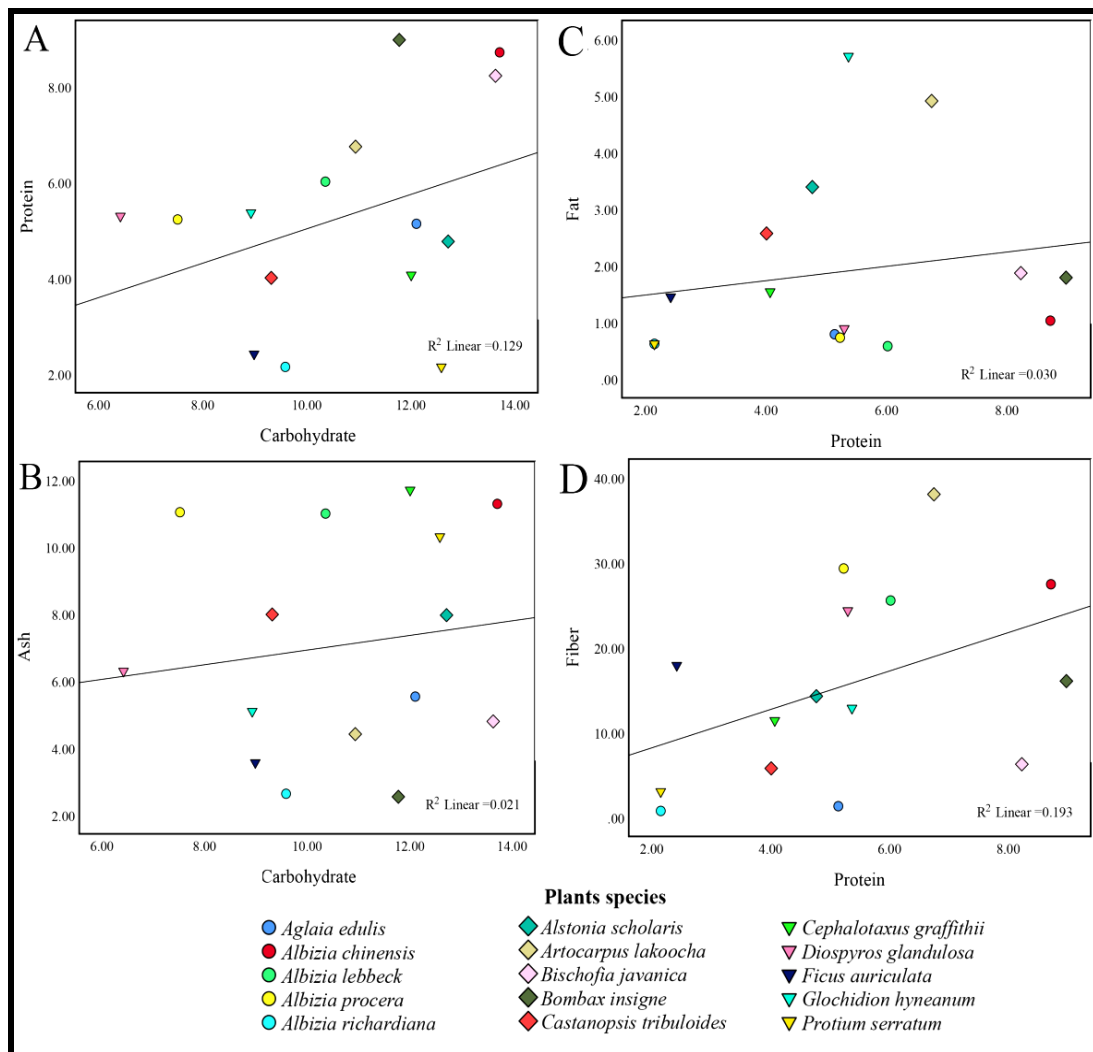 A
Protein
8.00
6.00
4.00
2.00
R² Linear =0.129
6.00 8.00 10.00 12.00 14.00
Carbohydrate
C
Fat
6.00
5.00
4.00
3.00
2.00
1.00
.00
R² Linear =0.030
2.00 4.00 6.00 8.00
Protein
B
Ash
12.00
10.00
8.00
6.00
4.00
2.00
R² Linear =0.021
6.00 8.00 10.00 12.00 14.00
Carbohydrate
D
Fiber
40.00
30.00
20.00
10.00
.00
R² Linear =0.193
2.00 4.00 6.00 8.00
Protein
Plants species
Aglaia edulis
Albizia chinensis
Albizia lebbeck
Albizia procera
Albizia richardiana
Alstonia scholaris
Artocarpus lakoocha
Bischofia javanica
Bombax insigne
Castanopsis tribuloides
Cephalotaxus graffithii
Diospyros glandulosa
Ficus auriculata
Glochidion hyneanum
Protium serratum